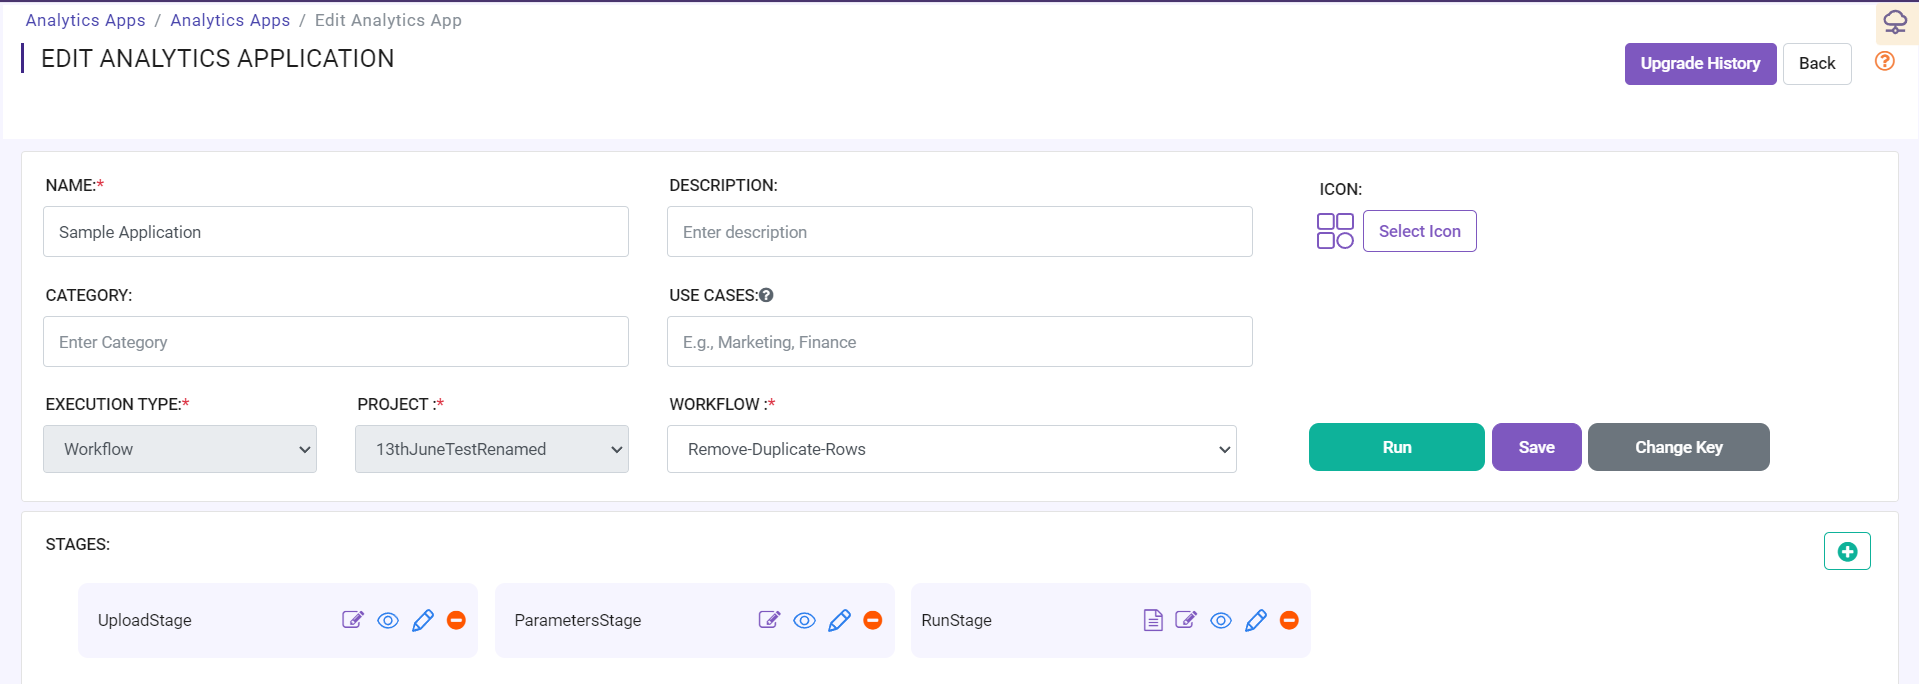 Analytics Apps / Analytics Apps / Edit Analytics App
EDIT ANALYTICS APPLICATION
Upgrade History
Back
NAME:*
DESCRIPTION:
ICON:
Sample Application
Enter description
Select Icon
CATEGORY:
USE CASES:
Enter Category
E.g., Marketing, Finance
EXECUTION TYPE:*
PROJECT :*
WORKFLOW :*
Workflow
13thJuneTestRenamed
Remove-Duplicate-Rows
Run
Save
Change Key
STAGES:
UploadStage
ParametersStage
RunStage